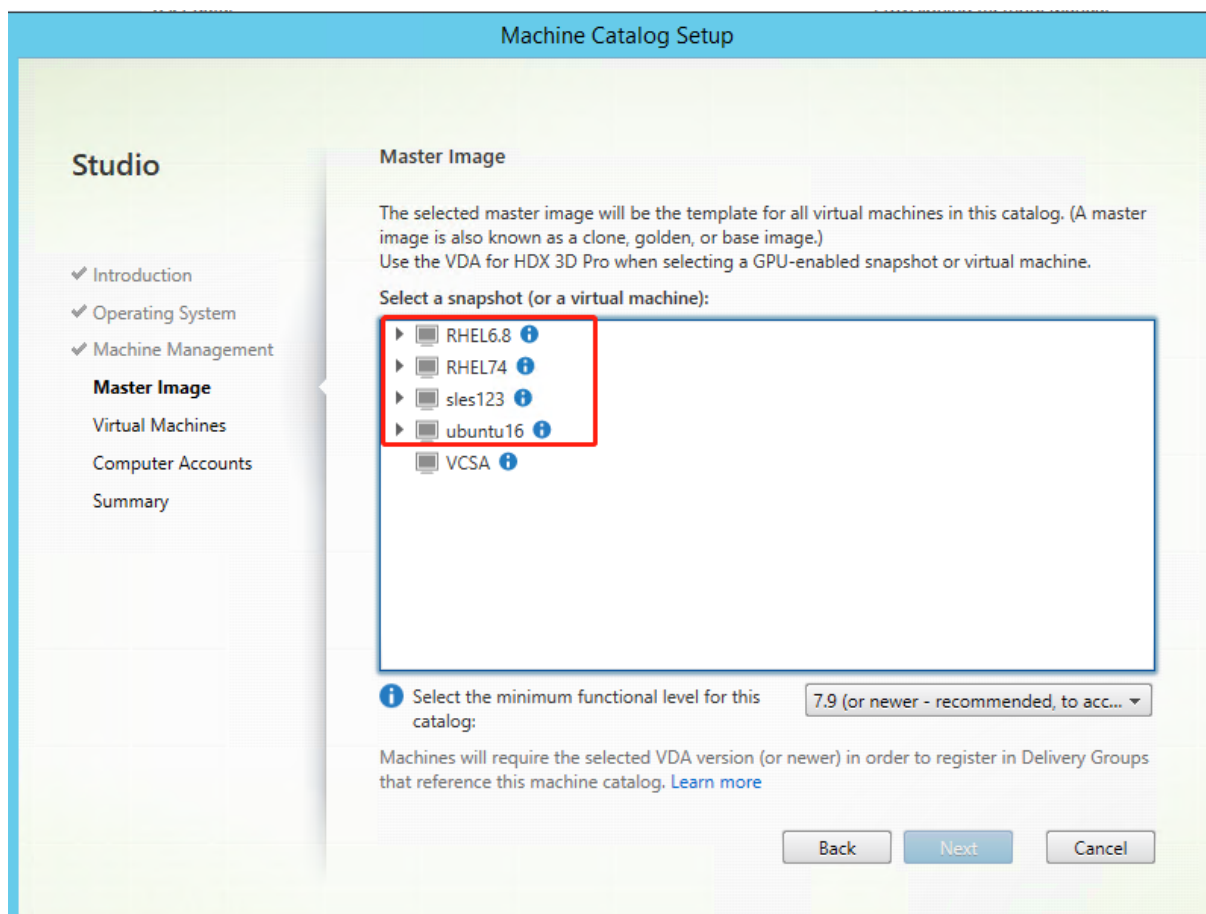 Machine Catalog Setup
Studio
Introduction
Operating System
Machine Management
Master Image
Virtual Machines
Computer Accounts
Summary
Master Image
The selected master image will be the template for all virtual machines in this catalog. (A master
image is also known as a clone, golden, or base image.)
Use the VDA for HDX 3D Pro when selecting a GPU-enabled snapshot or virtual machine.
Select a snapshot (or a virtual machine):
RHEL6.8
RHEL74
sles123
ubuntu16
VCSA
Select the minimum functional level for this
catalog:
7.9 (or newer - recommended, to acc...
Machines will require the selected VDA version (or newer) in order to register in Delivery Groups
that reference this machine catalog. Learn more
Back
Next
Cancel